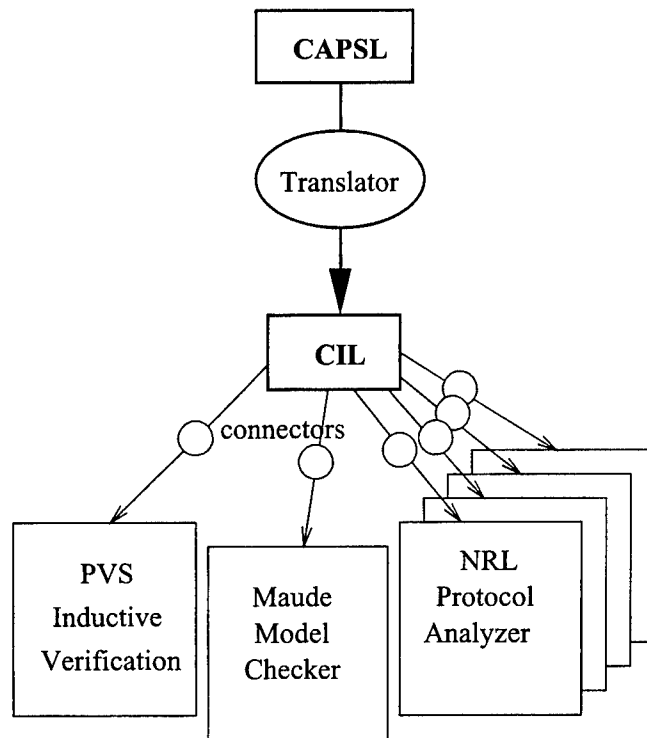 CAPSL
Translator
CIL
connectors
PVS
Inductive
Verification
Maude
Model
Checker
NRL
Protocol
Analyzer